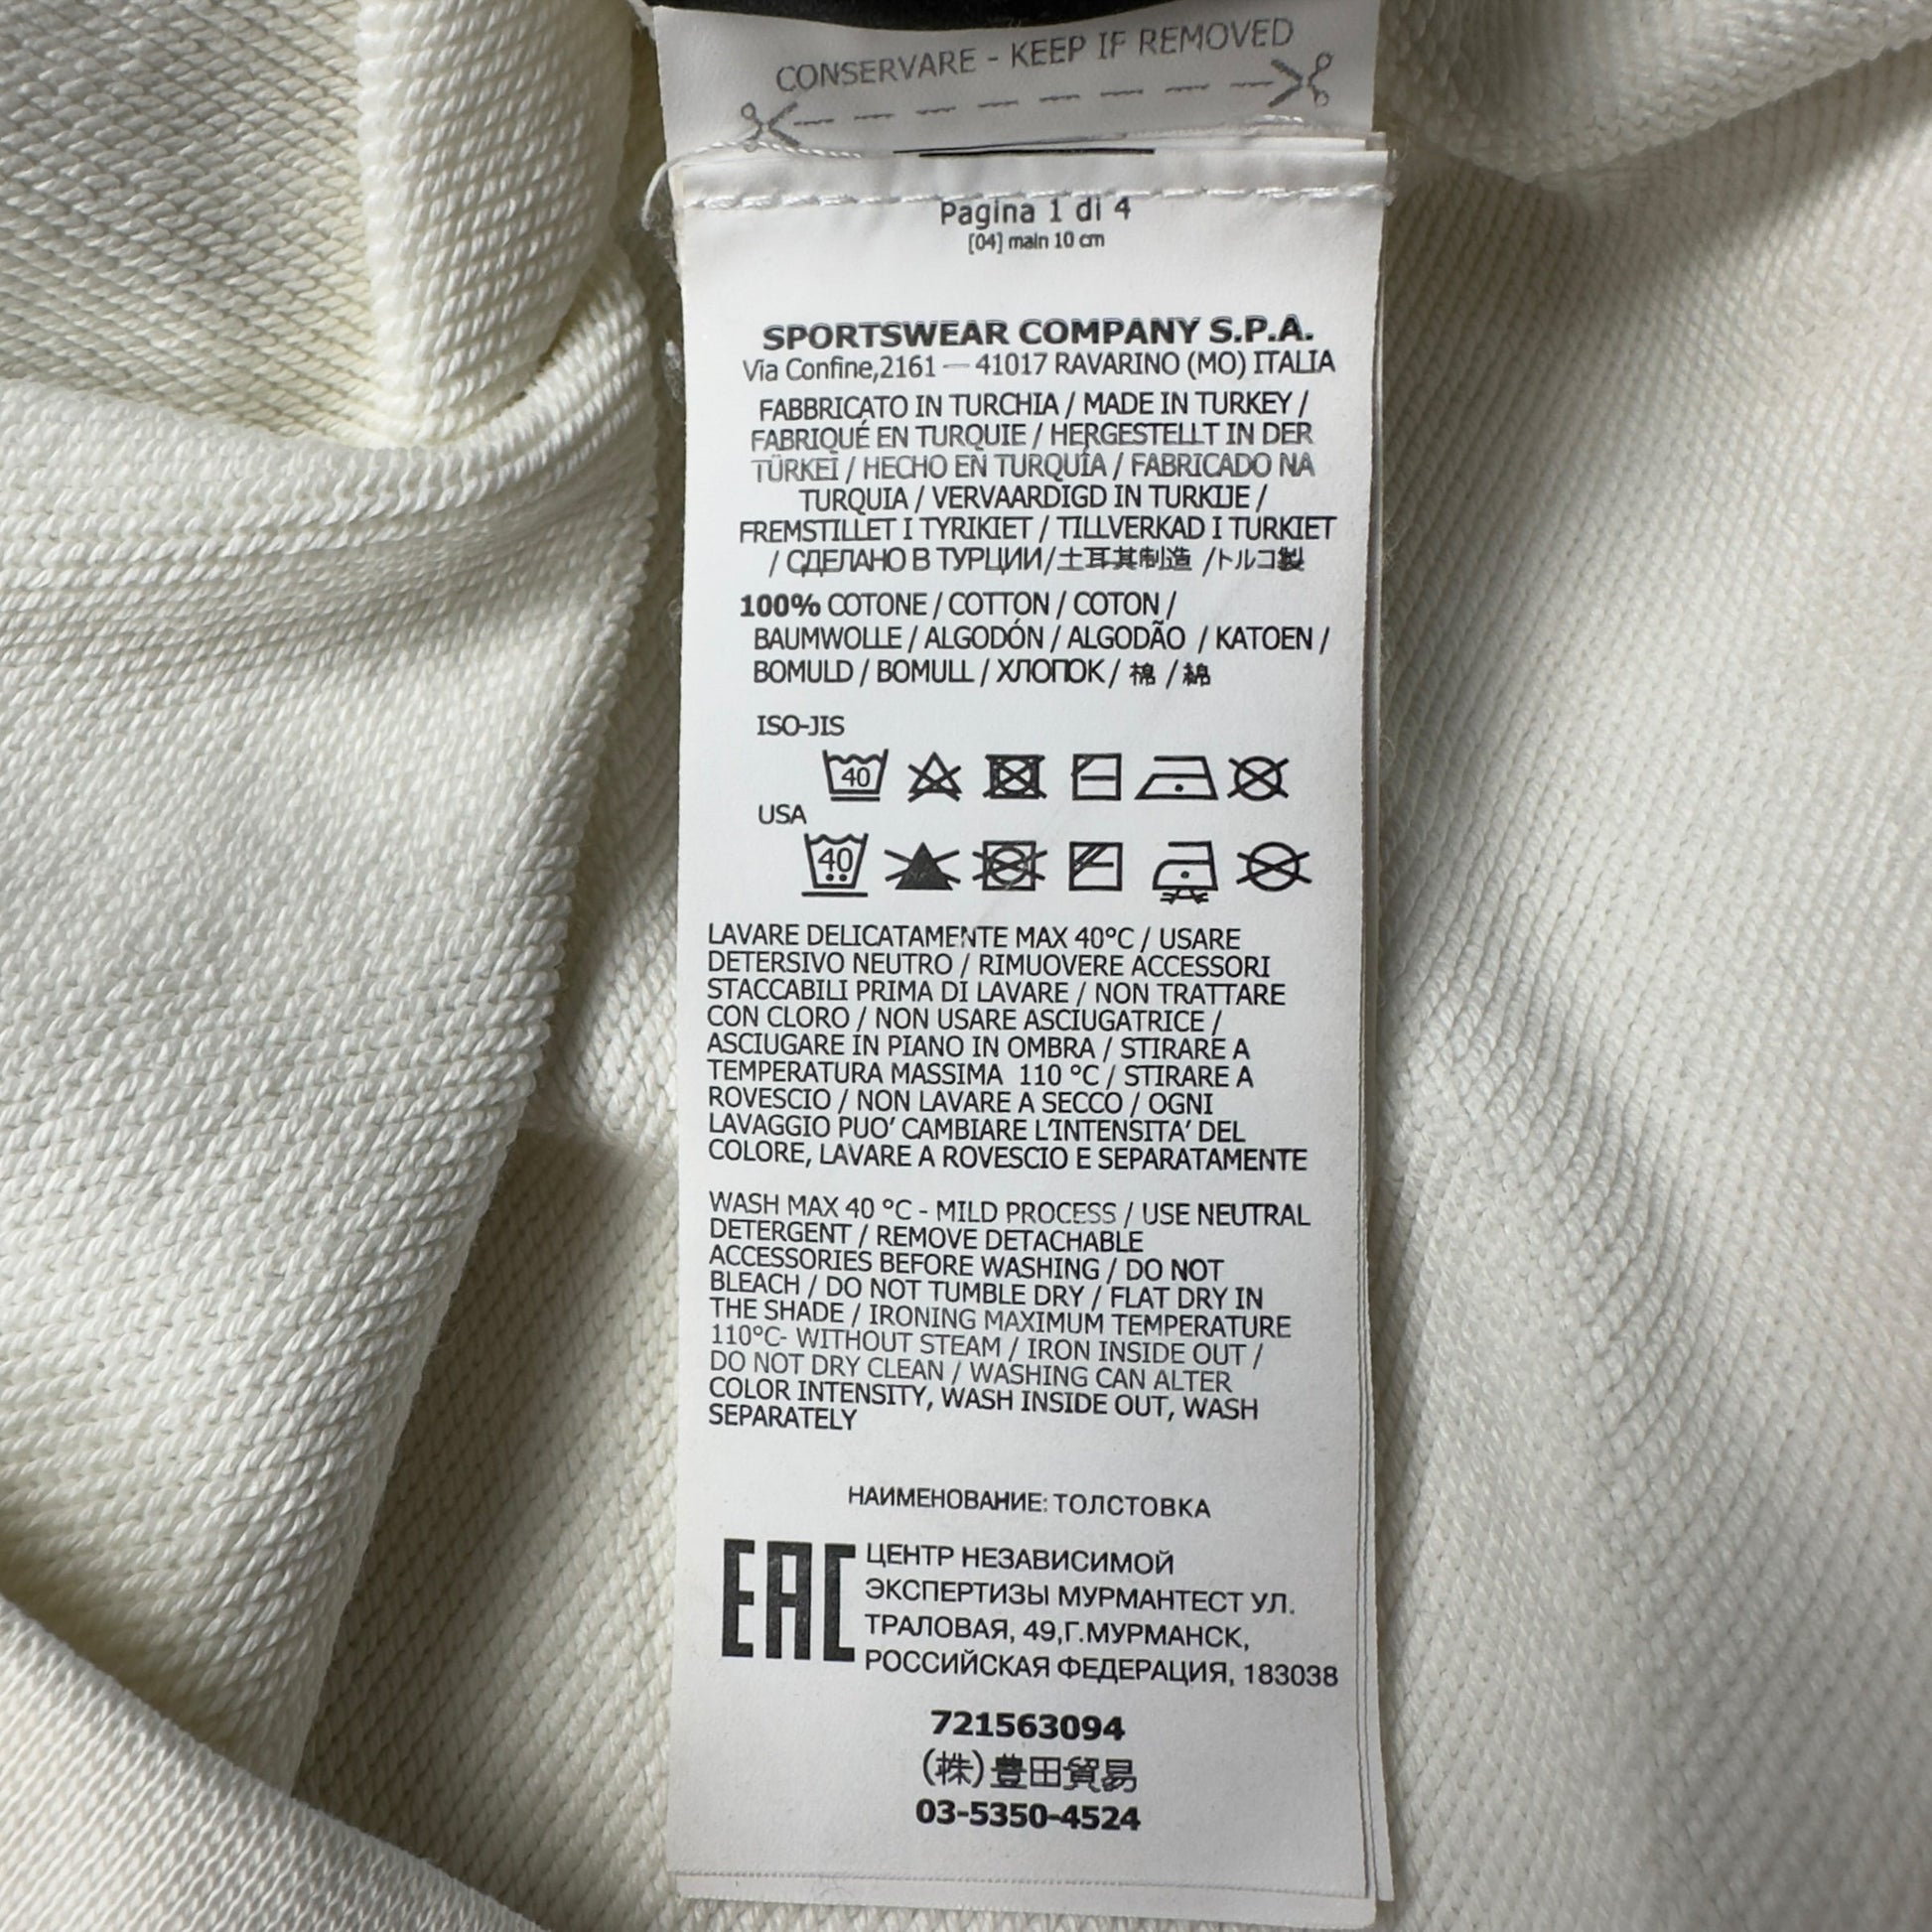 CONSERVARE - KEEP IF REMOVED
Pagina 1 di 4
[04] main 10 cm
SPORTSWEAR COMPANY S.P.A.
Via Confine,2161 — 41017 RAVARINO (MO) ITALIA
FABBRICATO IN TURCHIA / MADE IN TURKEY /
FABRIQUÉ EN TURQUIE / HERGESTELLT IN DER
TÜRKEİ / HECHO EN TURQUÍA / FABRICADO NA
TURQUIA / VERVAARDIGD IN TURKIJE /
FREMSTILLET I TYRIKIET / TILLVERKAD I TURKIET
/ СДЕЛАНО В ТУРЦИИ/土耳其制造 /トルコ製
100% COTONE / COTTON / COTON /
BAUMWOLLE / ALGODÓN / ALGODÃO / KATOEN /
BOMULD / BOMULL / ХЛОПОК / 棉 / 綿
ISO-JIS
40
USA
40
LAVARE DELICATAMENTE MAX 40°C / USARE
DETERSIVO NEUTRO / RIMUOVERE ACCESSORI
STACCABILI PRIMA DI LAVARE / NON TRATTARE
CON CLORO / NON USARE ASCIUGATRICE /
ASCIUGARE IN PIANO IN OMBRA / STIRARE A
TEMPERATURA MASSIMA 110 °C / STIRARE A
ROVESCIO / NON LAVARE A SECCO / OGNI
LAVAGGIO PUO' CAMBIARE L'INTENSITA' DEL
COLORE, LAVARE A ROVESCIO E SEPARATAMENTE
WASH MAX 40 °C - MILD PROCESS / USE NEUTRAL
DETERGENT / REMOVE DETACHABLE
ACCESSORIES BEFORE WASHING / DO NOT
BLEACH / DO NOT TUMBLE DRY / FLAT DRY IN
THE SHADE / IRONING MAXIMUM TEMPERATURE
110°C- WITHOUT STEAM / IRON INSIDE OUT /
DO NOT DRY CLEAN / WASHING CAN ALTER
COLOR INTENSITY, WASH INSIDE OUT, WASH
SEPARATELY
НАИМЕНОВАНИЕ: ТОЛСТОВКА
EAC
ЦЕНТР НЕЗАВИСИМОЙ
ЭКСПЕРТИЗЫ МУРМАНТЕСТ УЛ.
ТРАЛОВАЯ, 49,Г.МУРМАНСК,
РОССИЙСКАЯ ФЕДЕРАЦИЯ, 183038
721563094
(株)豊田貿易
03-5350-4524